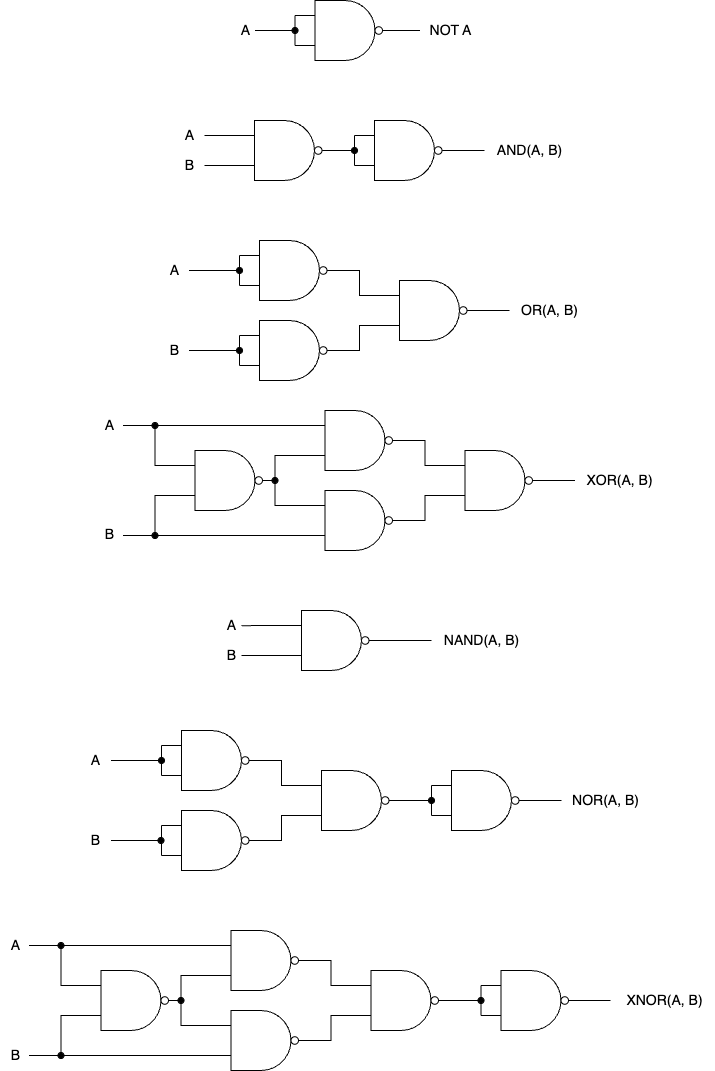 A NOT A
A
B
AND(A, B)
A
B
OR(A, B)
A
B
XOR(A, B)
A
B
NAND(A, B)
A
B
NOR(A, B)
A
B
XNOR(A, B)